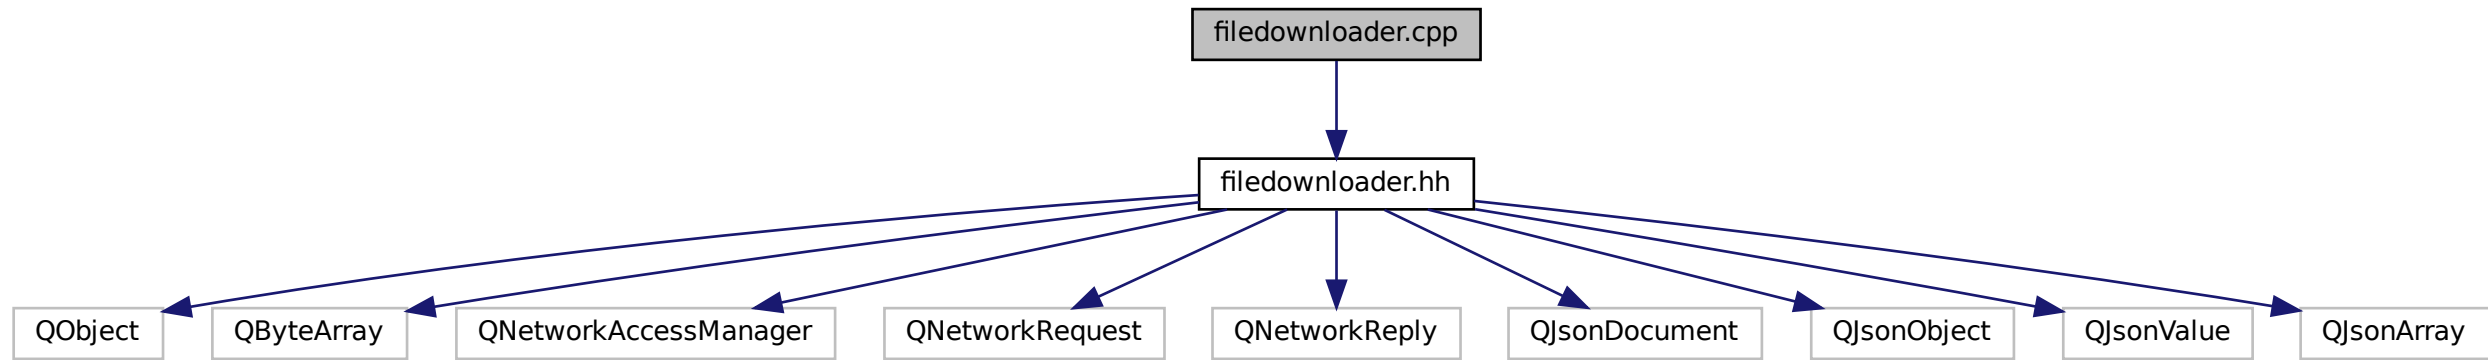 filedownloader.cpp
filedownloader.hh
QObject
QByteArray
QNetworkAccessManager
QNetworkRequest
QNetworkReply
QJsonDocument
QJsonObject
QJsonValue
QJsonArray